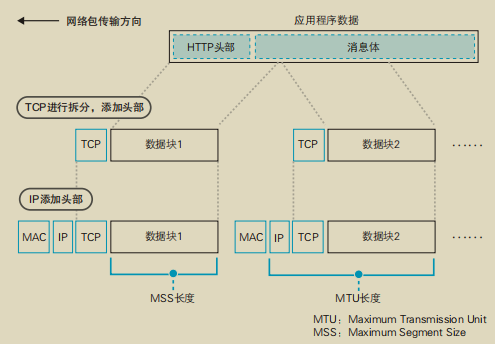 网络包传输方向
应用程序数据
HTTP头部 消息体
TCP进行拆分，添加头部
TCP 数据块1 TCP 数据块2 ……
IP添加头部
MAC IP TCP 数据块1 MAC IP TCP 数据块2 ……
MSS长度 MTU长度
MTU：Maximum Transmission Unit
MSS：Maximum Segment Size